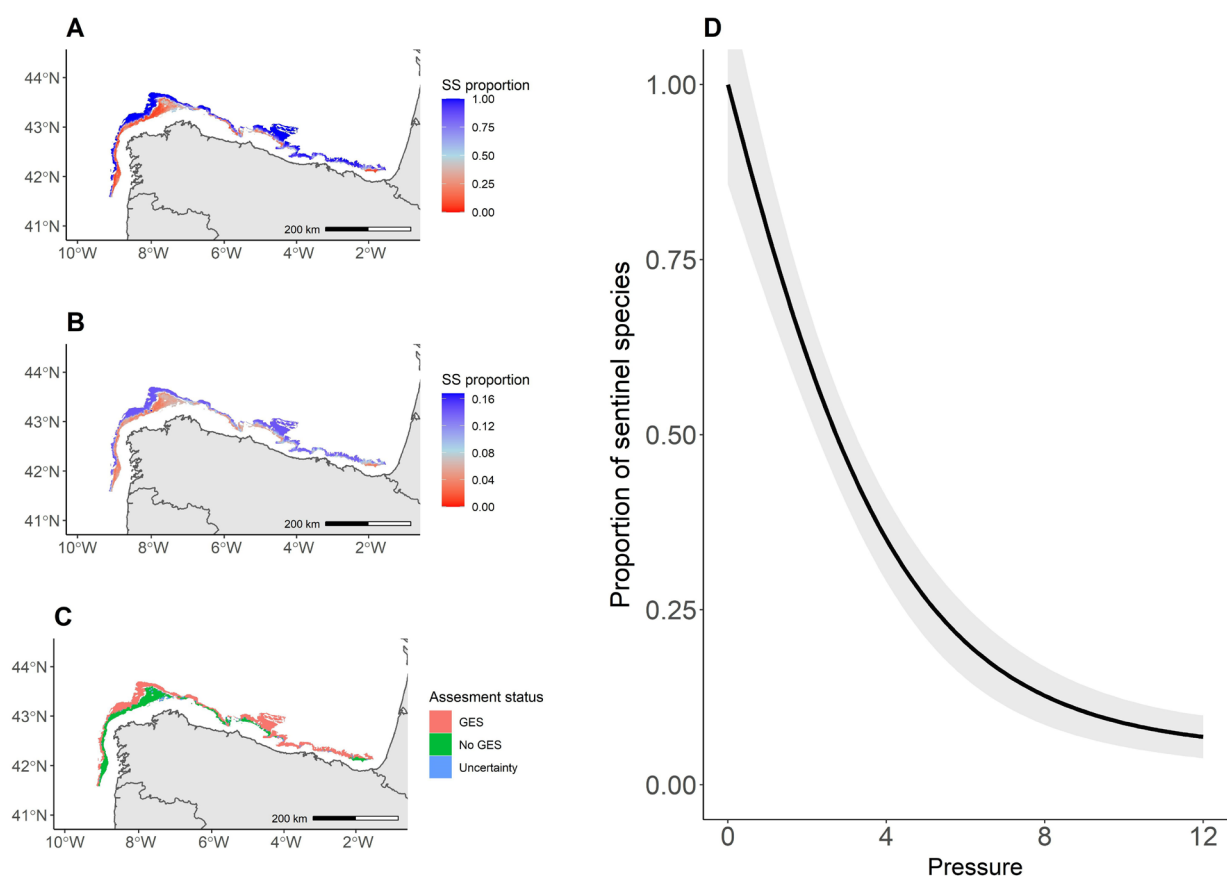 A
44°N
43°N
42°N
41°N
10°W 8°W 6°W 4°W 2°W
200 km
SS proportion
1.00
0.75
0.50
0.25
0.00
B
44°N
43°N
42°N
41°N
10°W 8°W 6°W 4°W 2°W
200 km
SS proportion
0.16
0.12
0.08
0.04
0.00
C
44°N
43°N
42°N
41°N
10°W 8°W 6°W 4°W 2°W
200 km
Assesment status
GES
No GES
Uncertainty
D
Proportion of sentinel species
1.00
0.75
0.50
0.25
0.00
0 4 8 12
Pressure